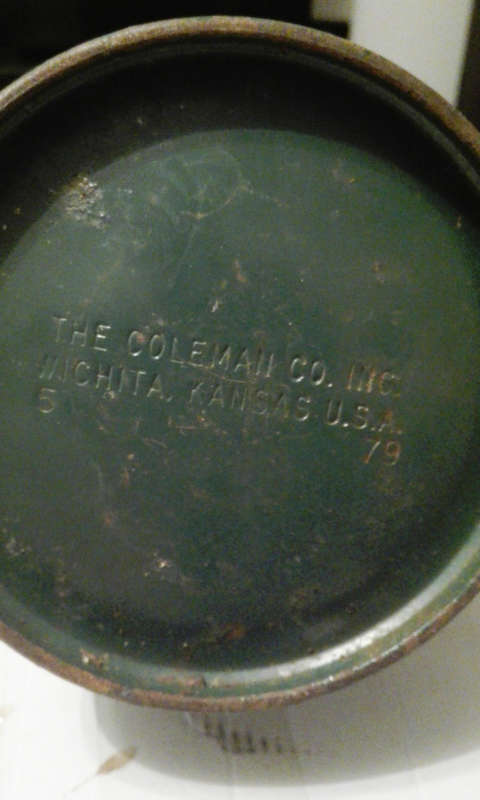 THE COLEMAN CO. INC.
WICHITA, KANSAS U.S.A.
5 79